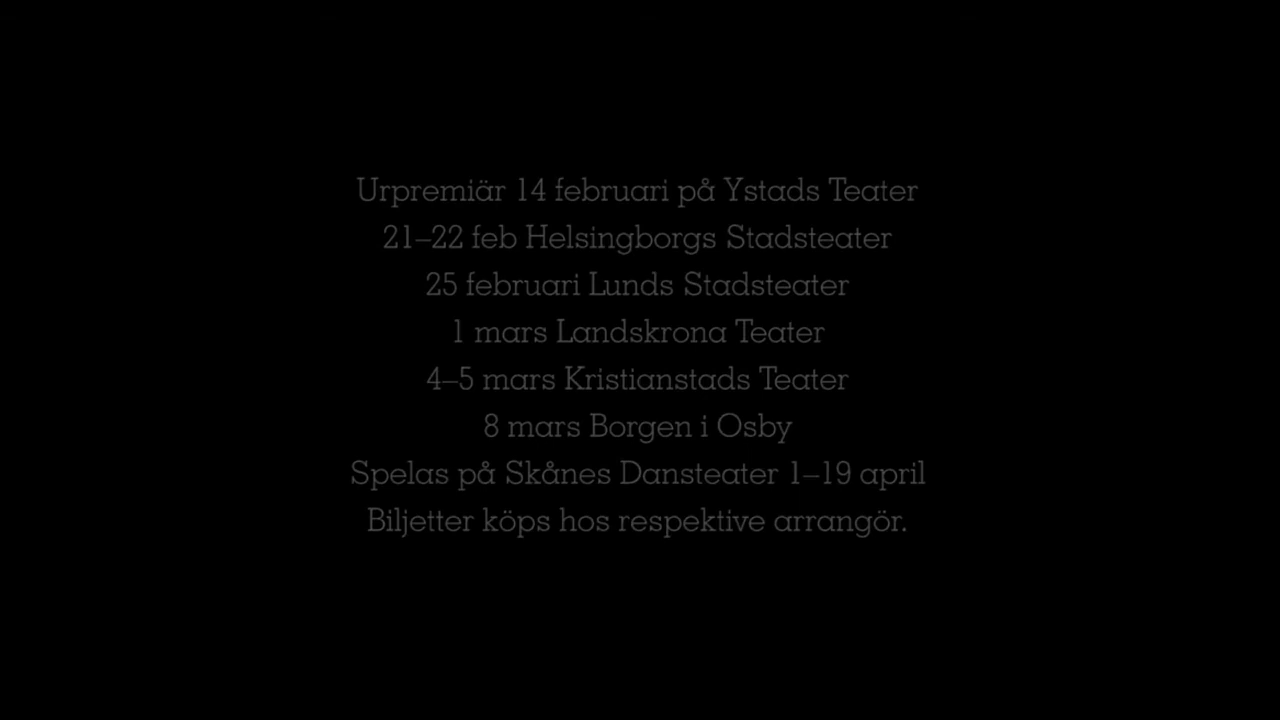 Urpremiär 14 februari på Ystads Teater
21–22 feb Helsingborgs Stadsteater
25 februari Lunds Stadsteater
1 mars Landskrona Teater
4–5 mars Kristianstads Teater
8 mars Borgen i Osby
Spelas på Skånes Dansteater 1–19 april
Biljetter köps hos respektive arrangör.